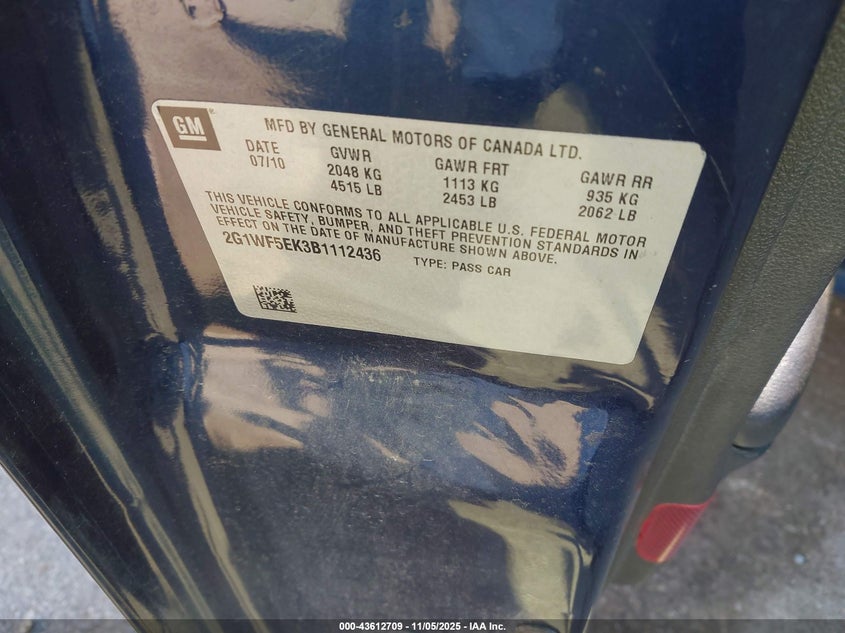 GM
MFD BY GENERAL MOTORS OF CANADA LTD.
DATE GVWR GAWR FRT GAWR RR
07/10 2048 KG 1113 KG 935 KG
4515 LB 2453 LB 2062 LB
THIS VEHICLE CONFORMS TO ALL APPLICABLE U.S. FEDERAL MOTOR
VEHICLE SAFETY, BUMPER, AND THEFT PREVENTION STANDARDS IN
EFFECT ON THE DATE OF MANUFACTURE SHOWN ABOVE.
2G1WF5EK3B1112436 TYPE: PASS CAR
000-43612709 - 11/05/2025 - IAA Inc.